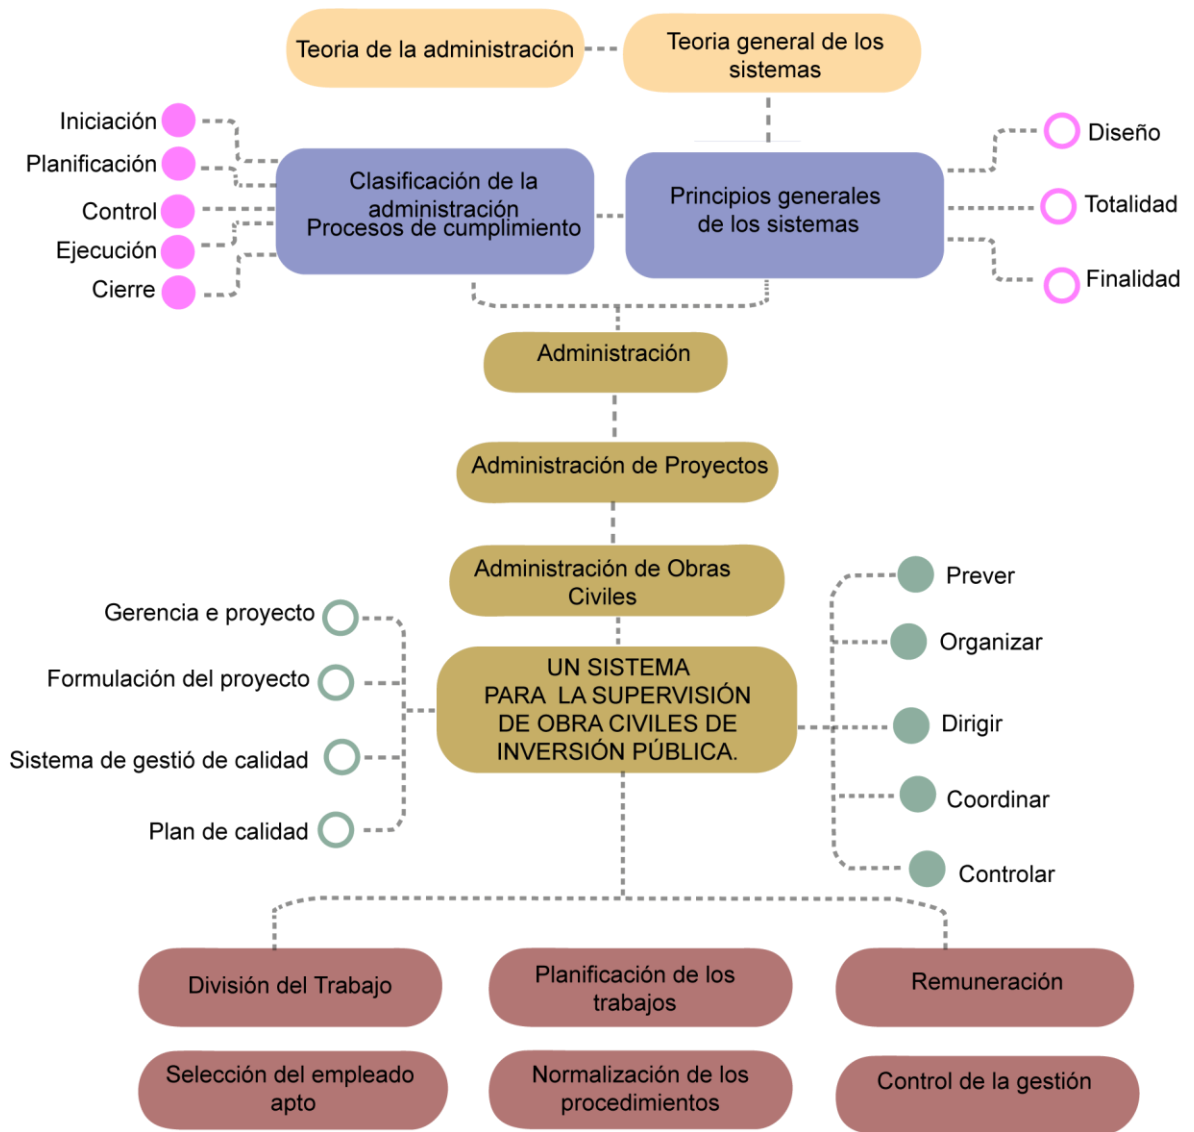 Teoria de la administración
Teoria general de los
sistemas
Iniciación
Planificación
Control
Ejecución
Cierre
Clasificación de la
administración
Procesos de cumplimiento
Principios generales
de los sistemas
Diseño
Totalidad
Finalidad
Administración
Administración de Proyectos
Administración de Obras
Civiles
Gerencia e proyecto
Formulación del proyecto
Sistema de gestió de calidad
Plan de calidad
UN SISTEMA
PARA LA SUPERVISIÓN
DE OBRA CIVILES DE
INVERSIÓN PÚBLICA.
Prever
Organizar
Dirigir
Coordinar
Controlar
División del Trabajo
Planificación de los
trabajos
Remuneración
Selección del empleado
apto
Normalización de los
procedimientos
Control de la gestión